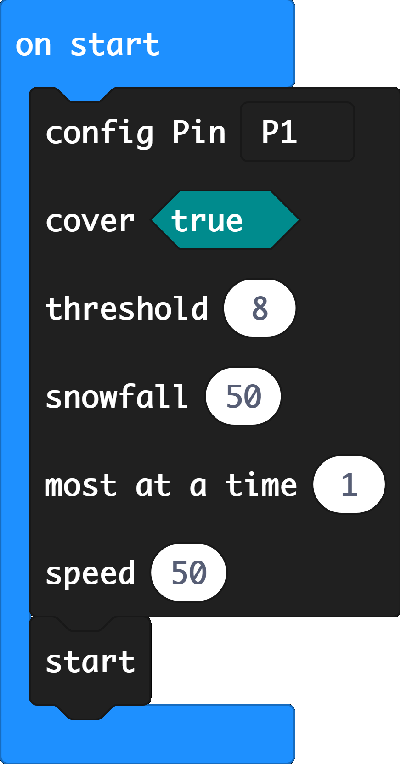 on start
config Pin P1
cover true
threshold 8
snowfall 50
most at a time 1
speed 50
start